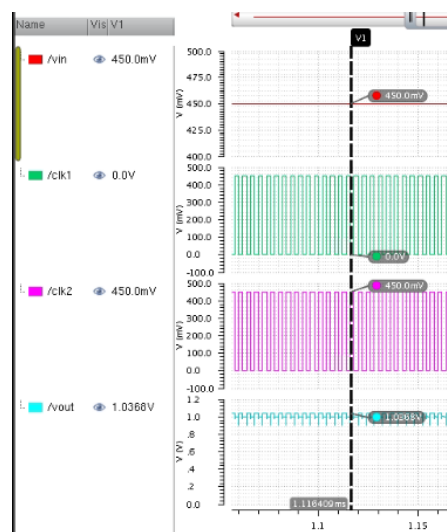 Name Vis V1
V1
/vin 450.0mV
500.0
475.0
450.0
425.0
400.0
V (mV)
450.0mV
/clk1 0.0V
500.0
400.0
300.0
200.0
100.0
0.0
-100.0
V (mV)
0.0V
/clk2 450.0mV
500.0
400.0
300.0
200.0
100.0
0.0
-100.0
V (mV)
450.0mV
/vout 1.0368V
1.2
1.0
.8
.6
.4
.2
0.0
V (V)
1.0368V
1.116409ms
1.1 1.15